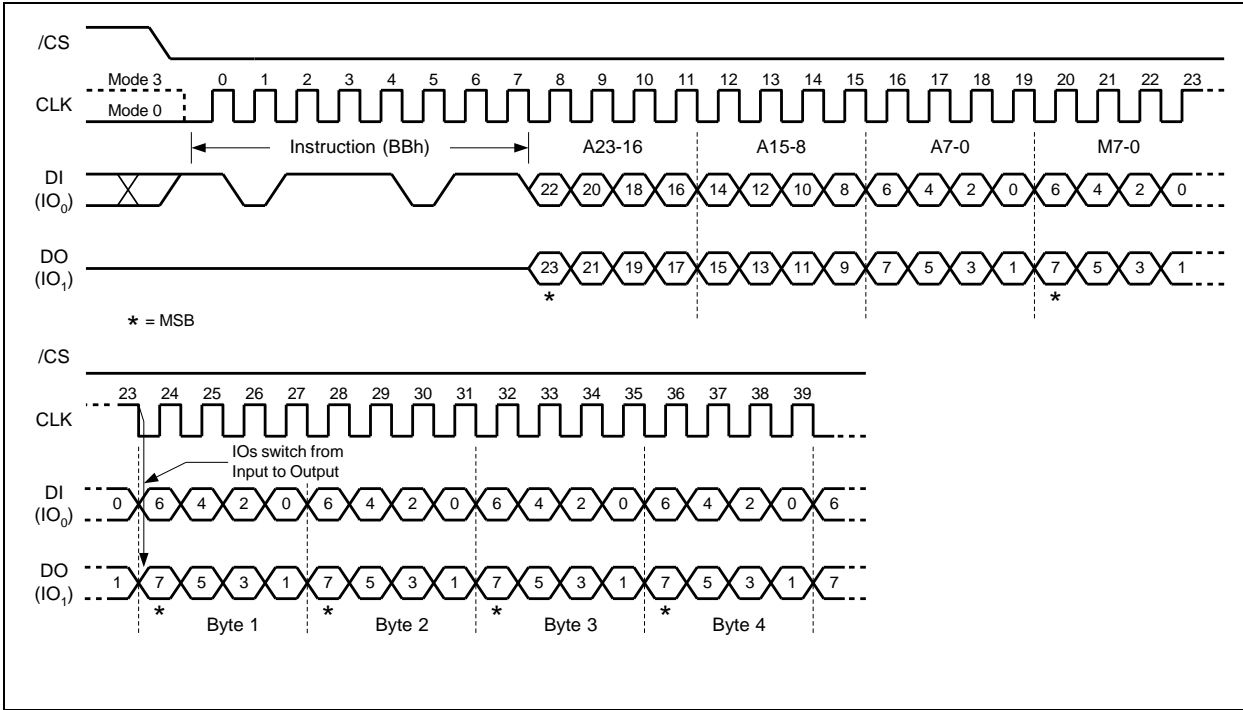 /CS
Mode 3
0 1 2 3 4 5 6 7 8 9 10 11 12 13 14 15 16 17 18 19 20 21 22 23
CLK
Mode 0
Instruction (BBh) A23-16 A15-8 A7-0 M7-0
DI
(IO0)
22 20 18 16 14 12 10 8 6 4 2 0 6 4 2 0
DO
(IO1)
23 21 19 17 15 13 11 9 7 5 3 1 7 5 3 1
* *
* = MSB
/CS
23 24 25 26 27 28 29 30 31 32 33 34 35 36 37 38 39
CLK
IOs switch from
Input to Output
DI
(IO0)
0 6 4 2 0 6 4 2 0 6 4 2 0 6 4 2 0 6
DO
(IO1)
1 7 5 3 1 7 5 3 1 7 5 3 1 7 5 3 1 7
* * * *
Byte 1 Byte 2 Byte 3 Byte 4